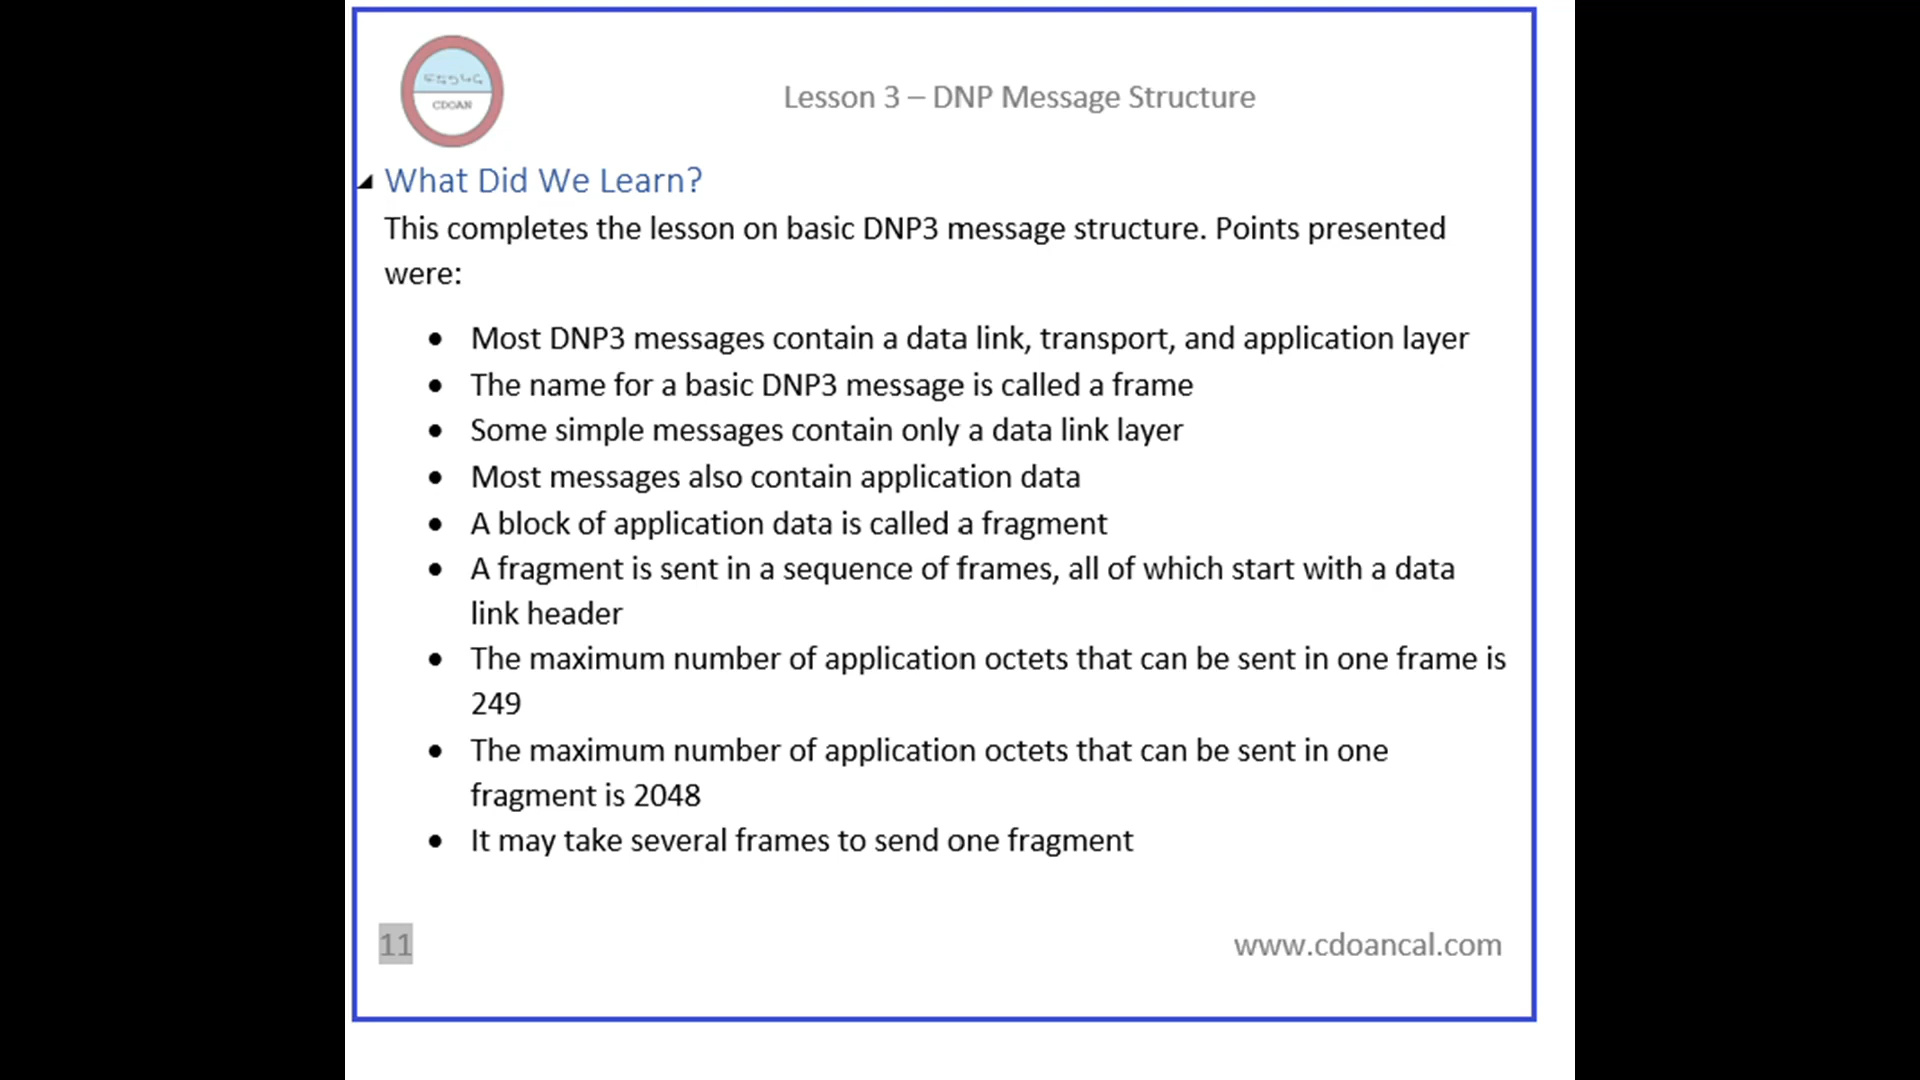 CDOAN
Lesson 3 – DNP Message Structure
What Did We Learn?
This completes the lesson on basic DNP3 message structure. Points presented
were:
• Most DNP3 messages contain a data link, transport, and application layer
• The name for a basic DNP3 message is called a frame
• Some simple messages contain only a data link layer
• Most messages also contain application data
• A block of application data is called a fragment
• A fragment is sent in a sequence of frames, all of which start with a data
link header
• The maximum number of application octets that can be sent in one frame is
249
• The maximum number of application octets that can be sent in one
fragment is 2048
• It may take several frames to send one fragment
11
www.cdoancal.com